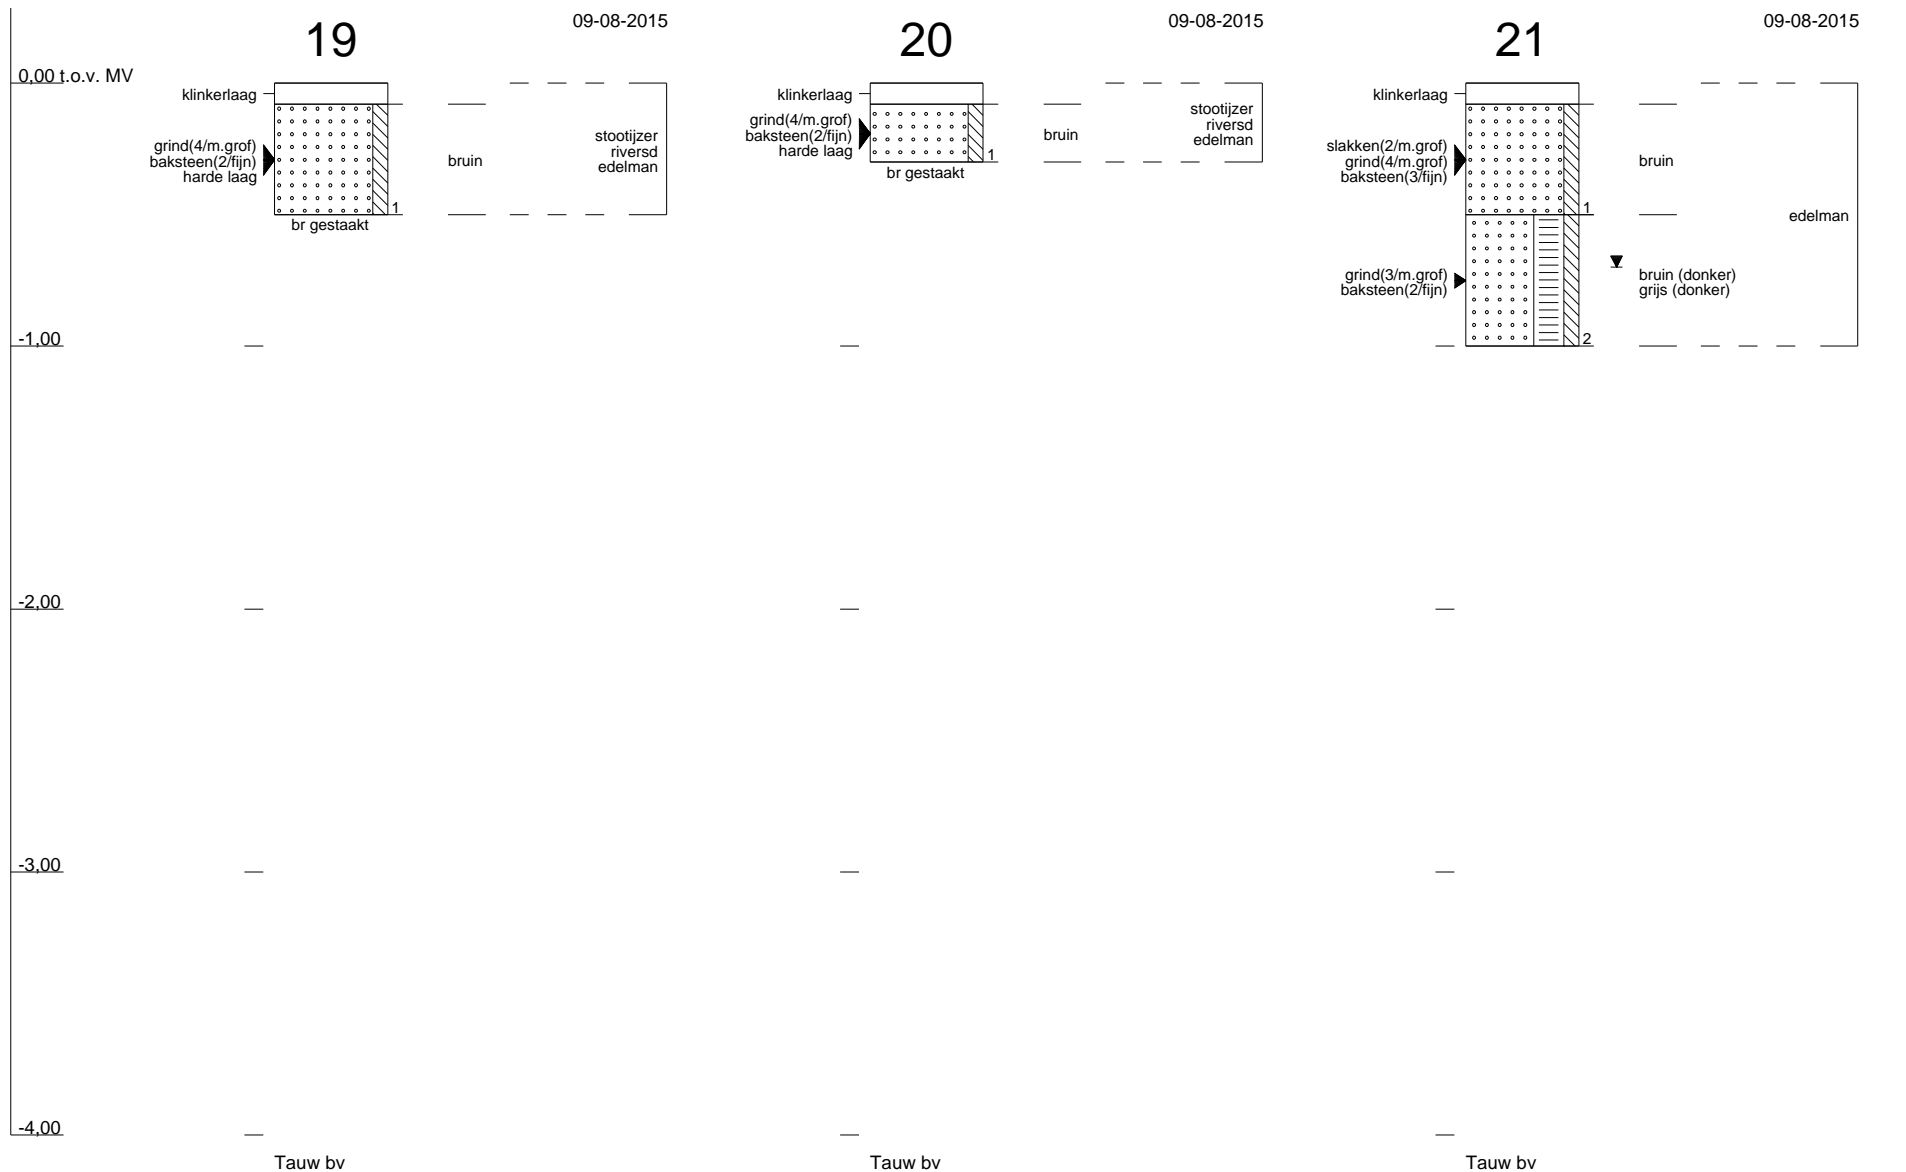 19
09-08-2015
20
09-08-2015
21
09-08-2015
0,00 t.o.v. MV
klinkerlaag
grind(4/m.grof)
baksteen(2/fijn)
harde laag
1
br gestaakt
bruin
stootijzer
riversd
edelman
klinkerlaag
grind(4/m.grof)
baksteen(2/fijn)
harde laag
1
br gestaakt
bruin
stootijzer
riversd
edelman
klinkerlaag
slakken(2/m.grof)
grind(4/m.grof)
baksteen(3/fijn)
1
bruin
edelman
grind(3/m.grof)
baksteen(2/fijn)
2
bruin (donker)
grijs (donker)
-1,00
-2,00
-3,00
-4,00
Tauw bv
Tauw bv
Tauw bv